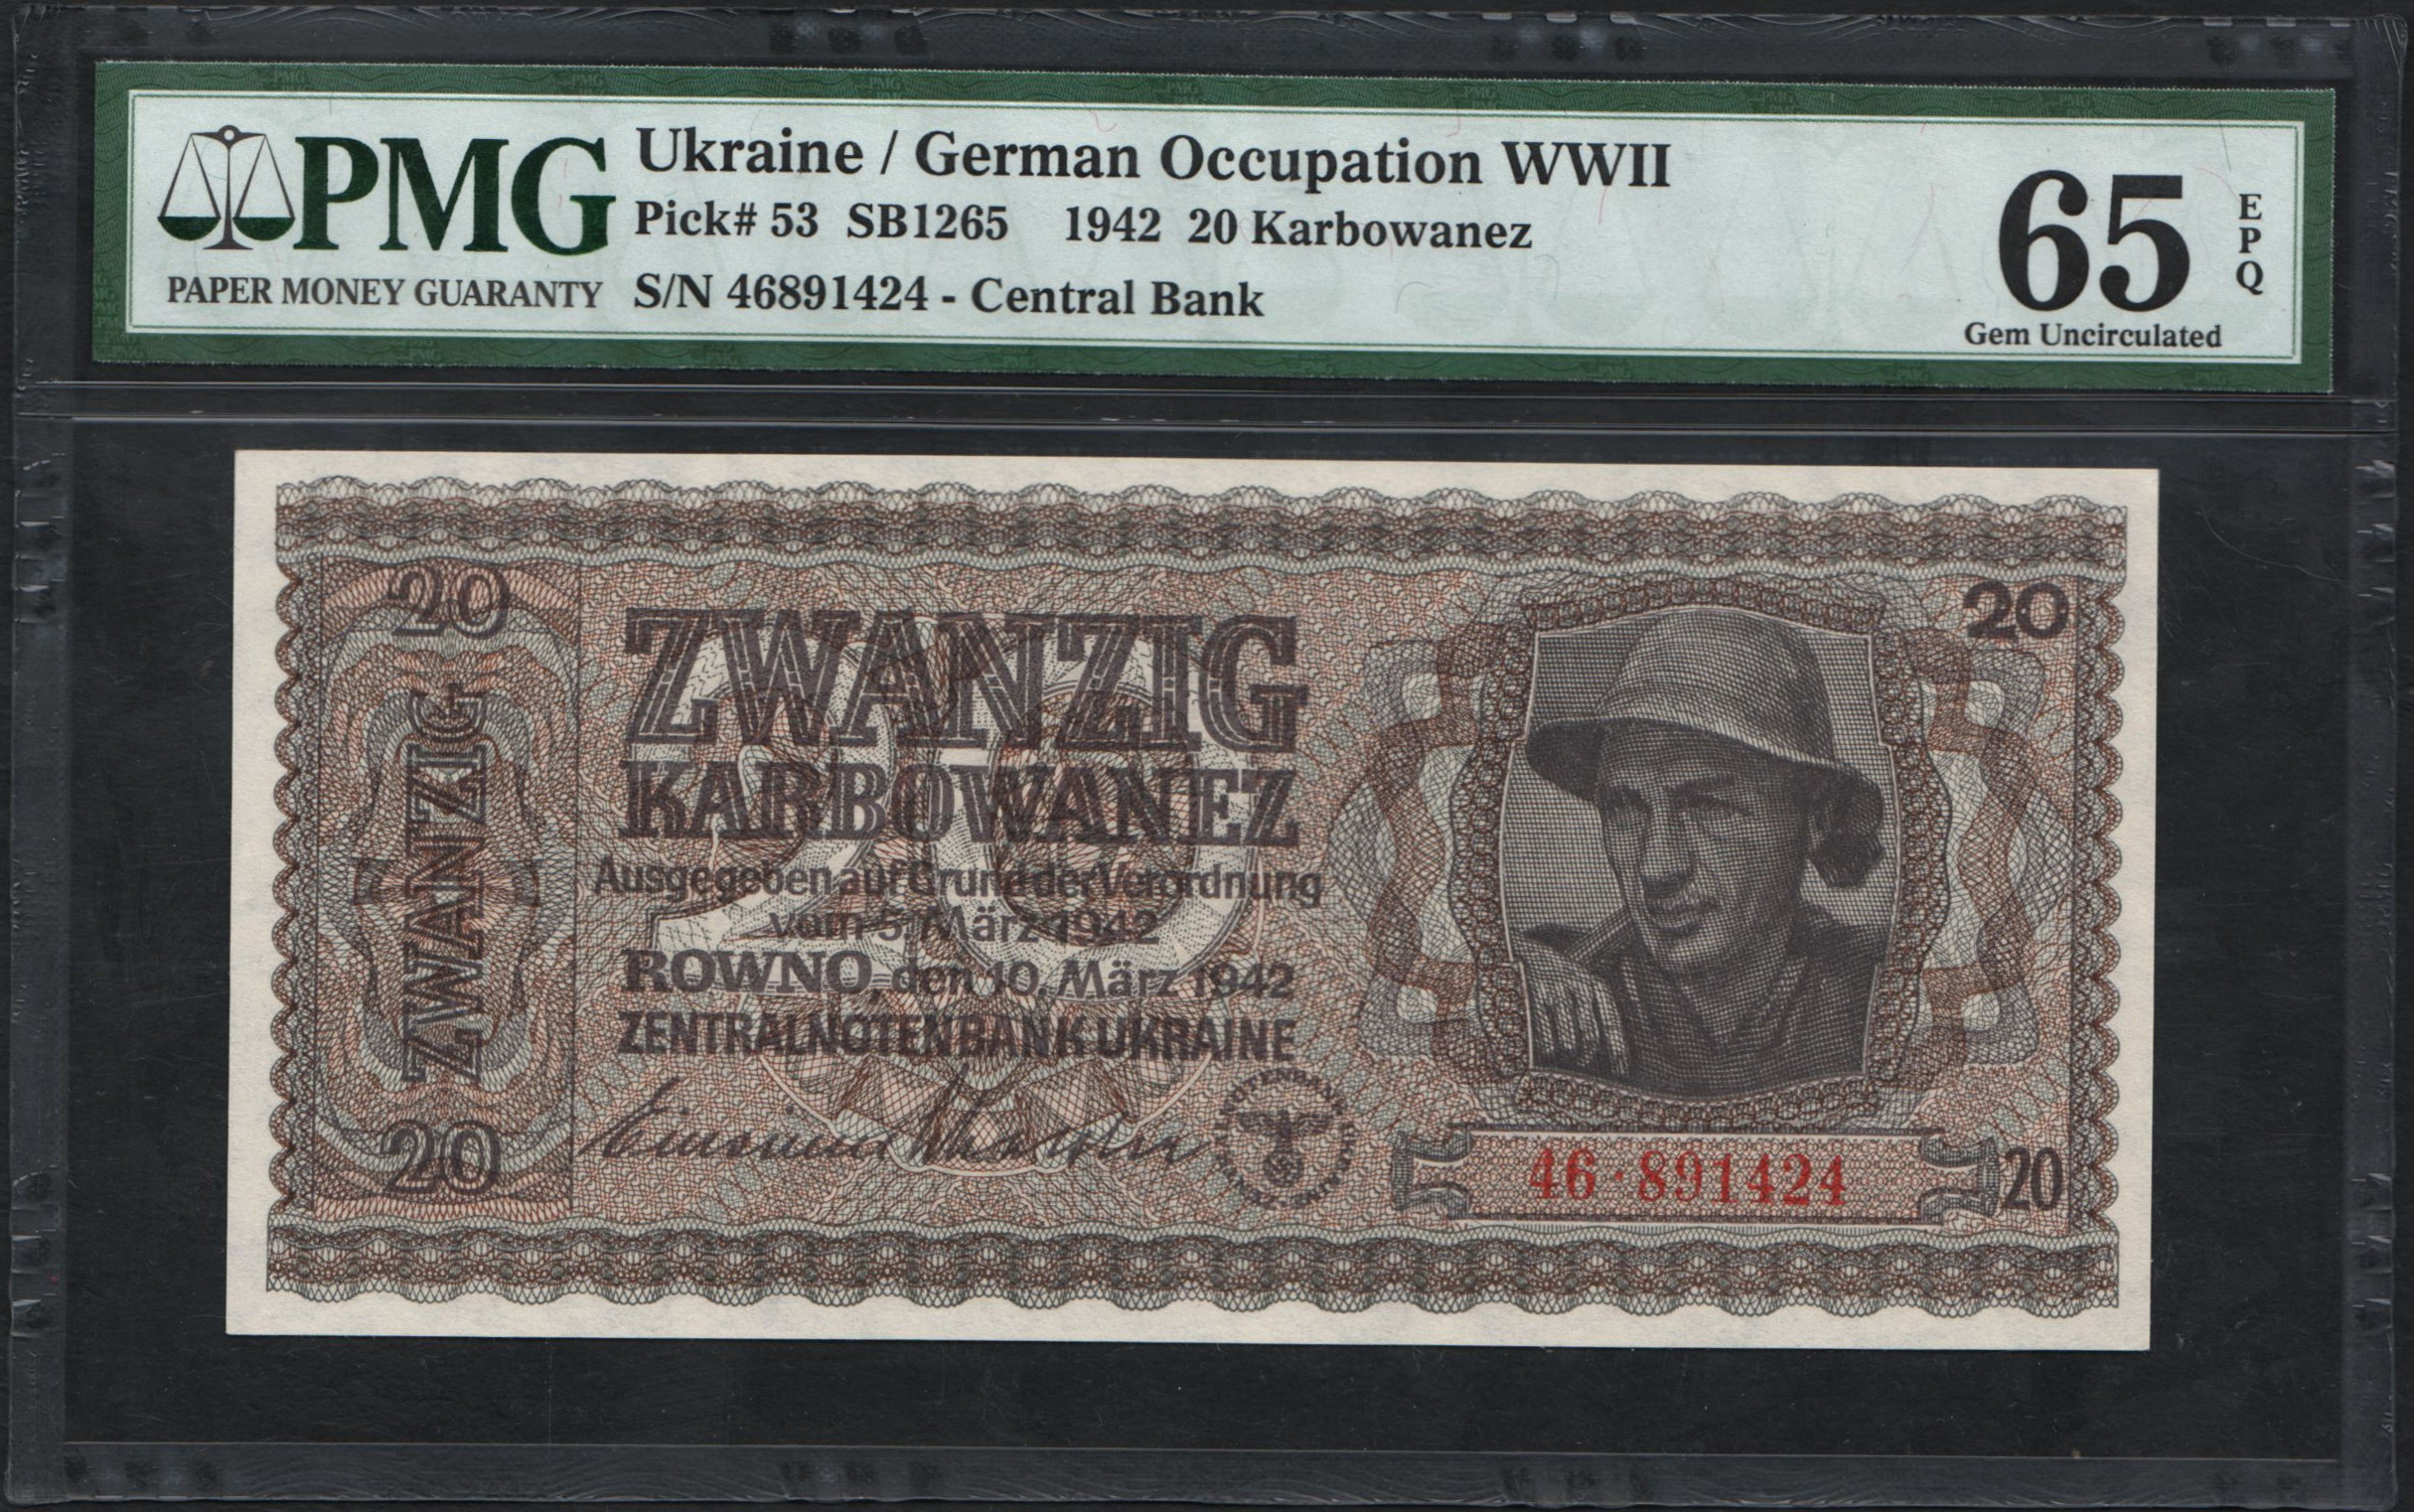 PMG
PAPER MONEY GUARANTY
Ukraine / German Occupation WWII
Pick# 53 SB1265 1942 20 Karbowanez
S/N 46891424 - Central Bank
65
EPQ
Gem Uncirculated
20
20
ZWANZIG
ZWANZIG
KARBOWANEZ
20
Ausgegeben auf Grund der Verordnung
vom 5. März 1942
ROWNO, den 10. März 1942
ZENTRALNOTENBANK UKRAINE
20
46·891424
20